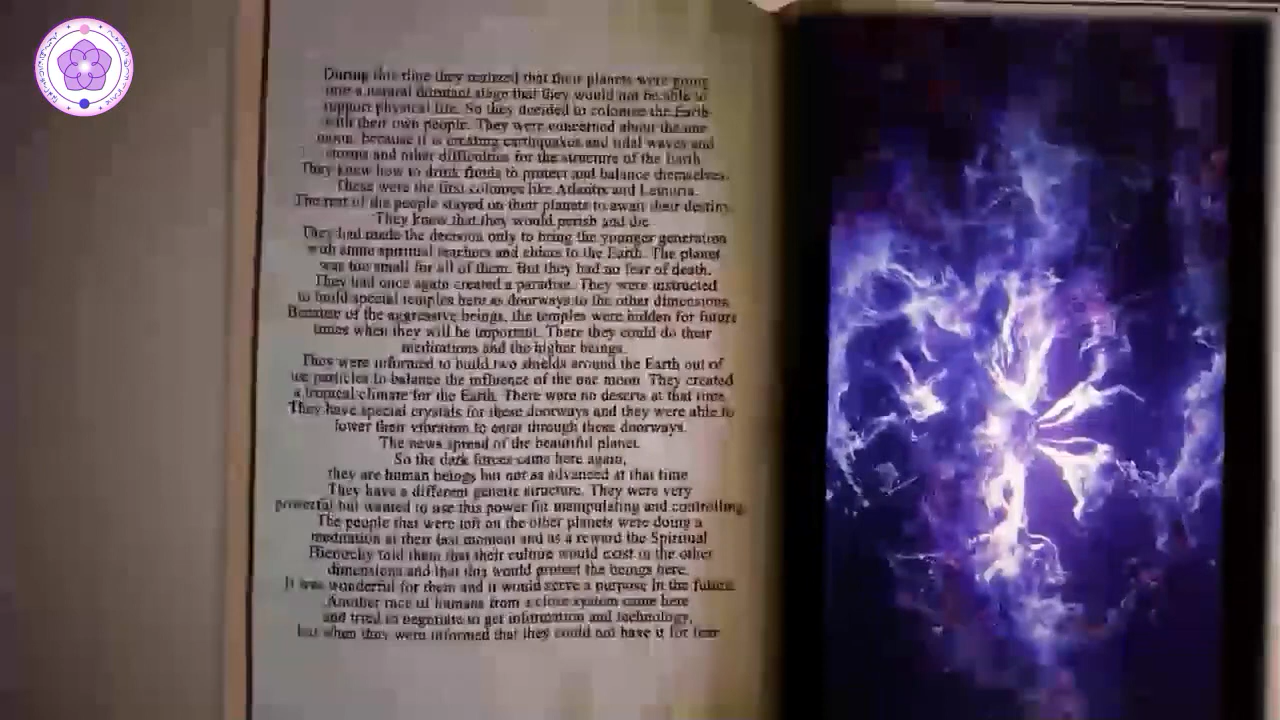 During this time they realized that their planets were going
into a natural dormant stage that they would not be able to
support physical life. So they decided to colonise the Earth
with their own people. They were concerned about the one
moon, because it is creating earthquakes and tidal waves and
storms and other difficulties for the structure of the Earth
They knew how to drink fluids to protect and balance themselves.
These were the first colonies like Atlantis and Lemuria.
The rest of the people stayed on their planets to await their destiny.
They knew that they would perish and die
They had made the decision only to bring the younger generation
with some spiritual teachers and elders to the Earth. The planet
was too small for all of them. But they had no fear of death.
They had once again created a paradise. They were instructed
to build special temples here as doorways to the other dimensions
Because of the aggressive beings, the temples were hidden for future
times when they will be important. There they could do their
meditations and the higher beings.
They were informed to build two shields around the Earth out of
ice particles to balance the influence of the one moon. They created
a tropical climate for the Earth. There were no deserts at that time.
They have special crystals for these doorways and they were able to
lower their vibration to enter through these doorways.
The news spread of the beautiful planet.
So the dark forces came here again,
they are human beings but not as advanced at that time
They have a different genetic structure. They were very
powerful but wanted to use this power for manipulating and controlling.
The people that were left on the other planets were doing a
meditation at their last moment and as a reward the Spiritual
Hierarchy told them that their culture would exist in the other
dimensions and that this would protect the beings here.
It was wonderful for them and it would serve a purpose in the future.
Another race of humans from a close system came here
and tried to negotiate to get information and technology,
but when they were informed that they could not have it for fear